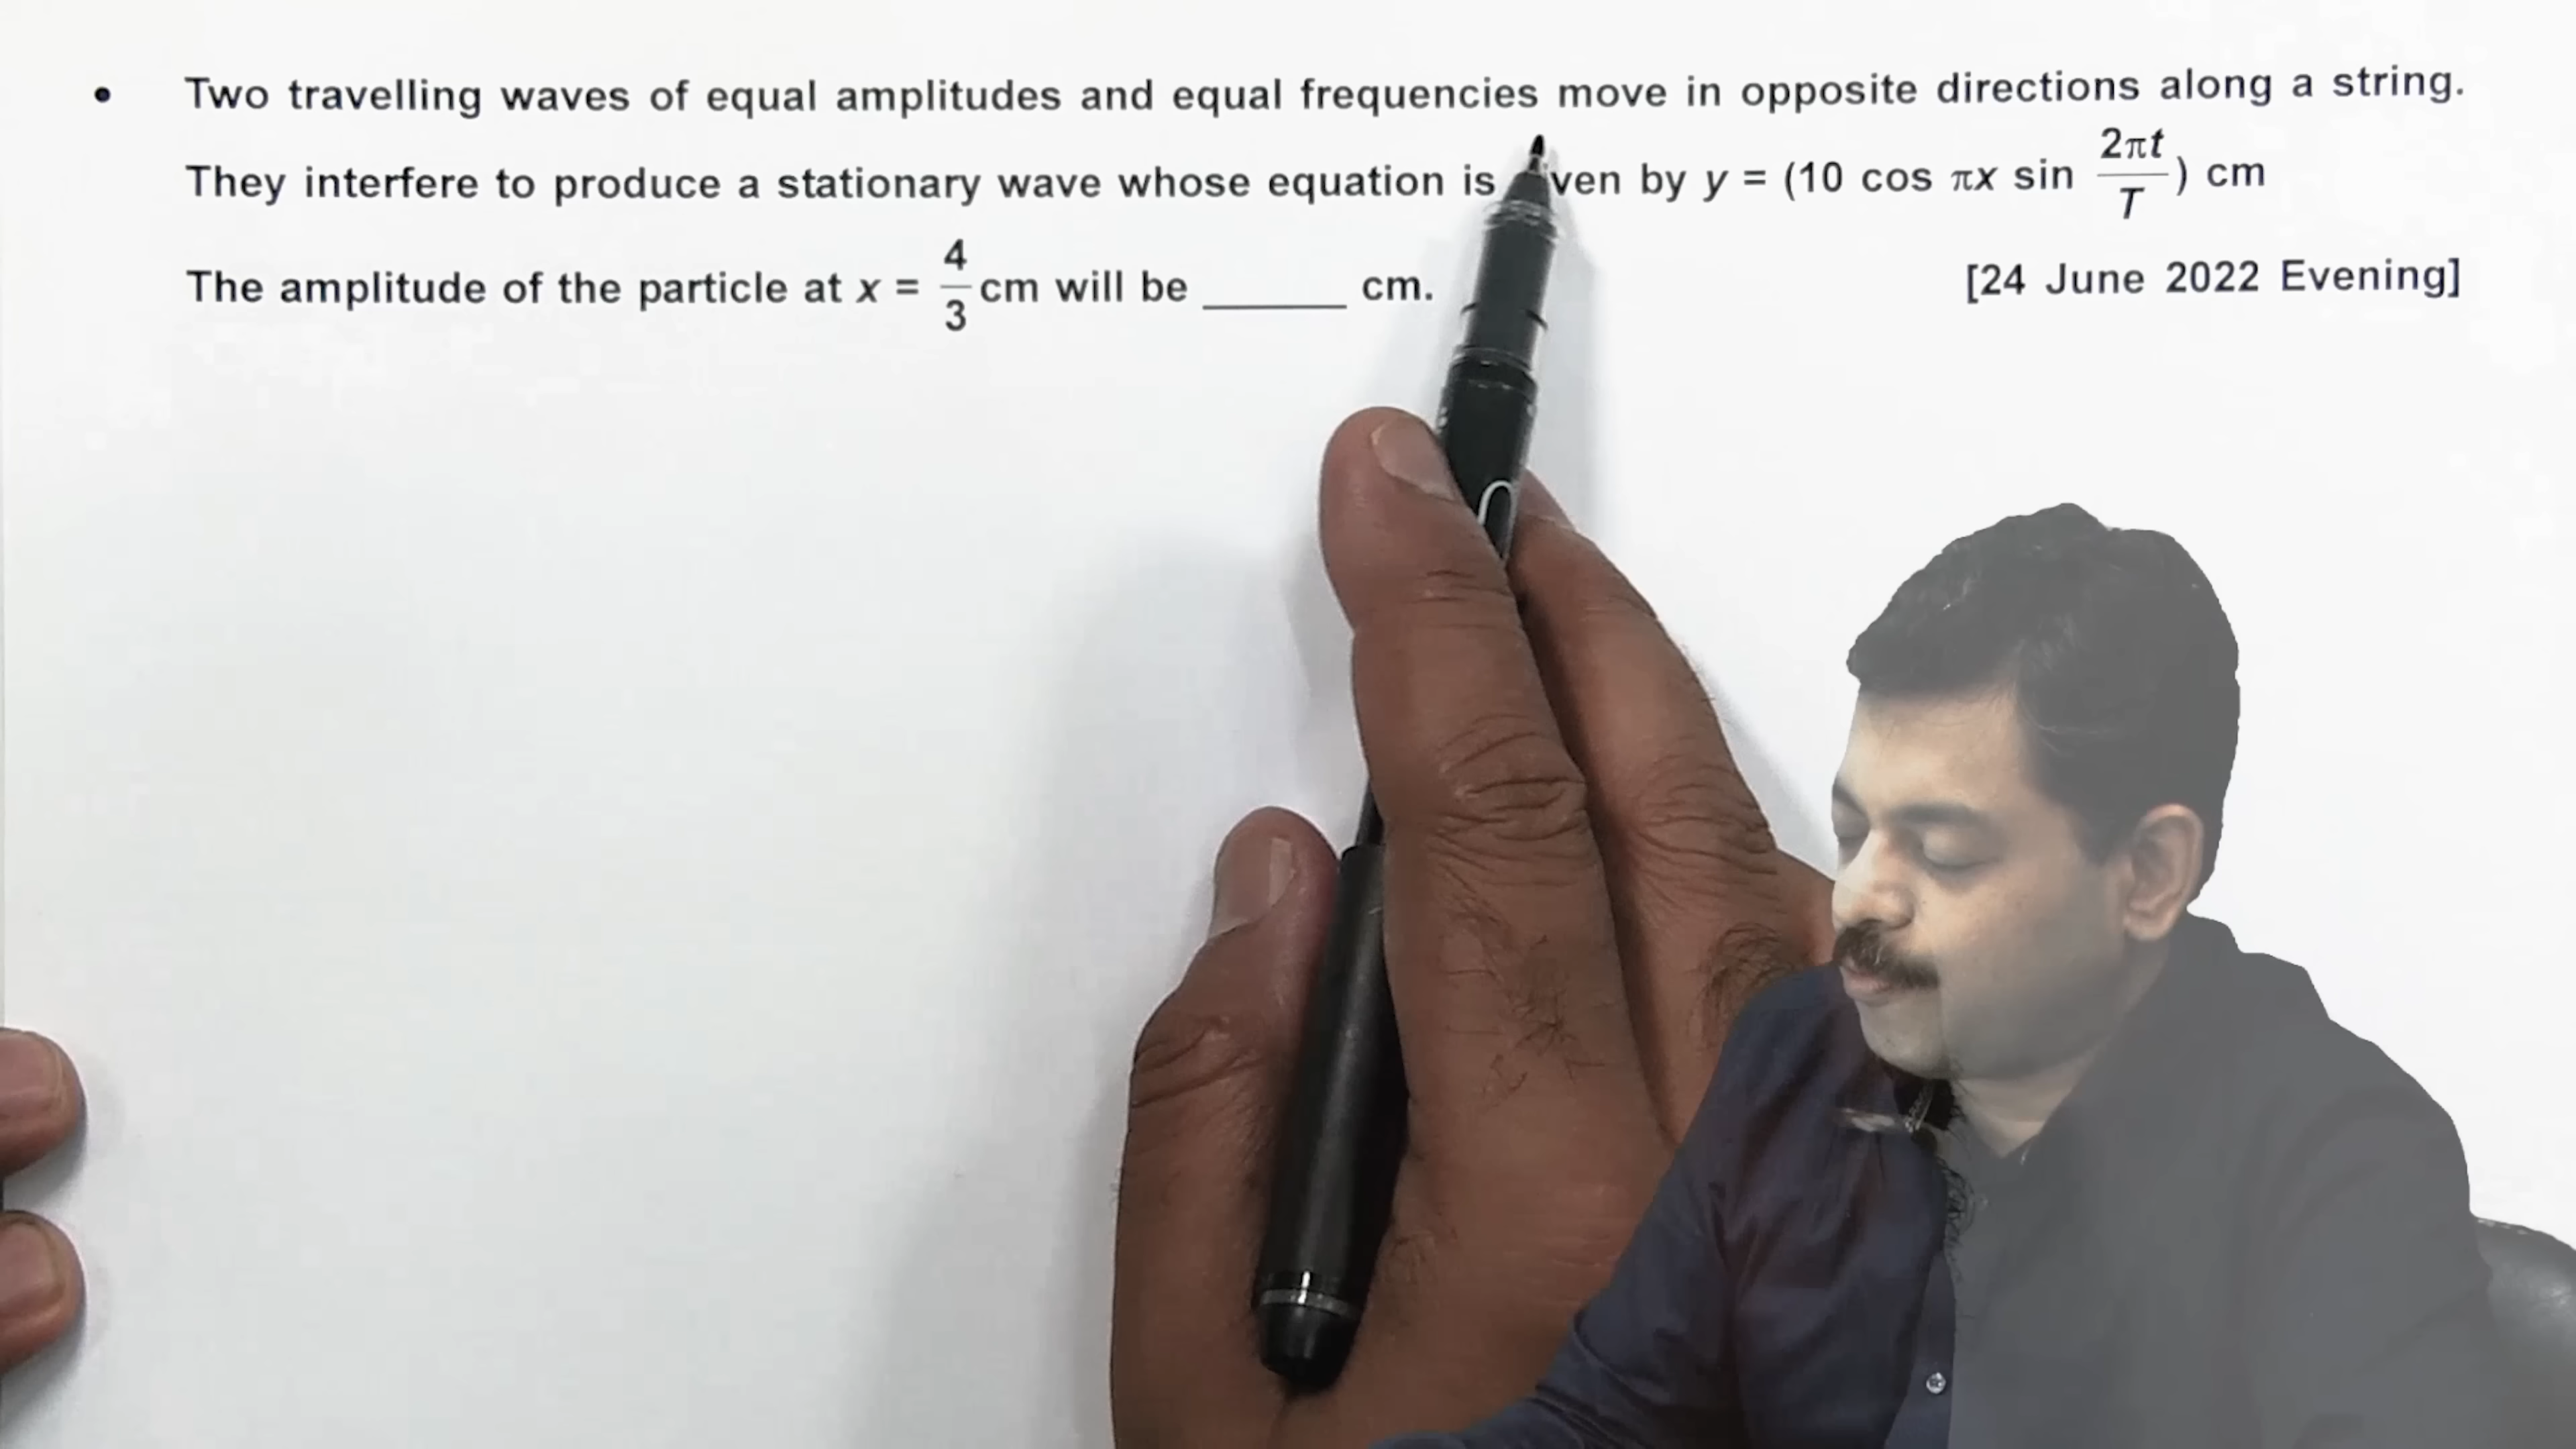 • Two travelling waves of equal amplitudes and equal frequencies move in opposite directions along a string.
They interfere to produce a stationary wave whose equation is by y = (10 cos πx sin 2πt/T) cm
The amplitude of the particle at x = 4/3 cm will be ______ cm. [24 June 2022 Evening]